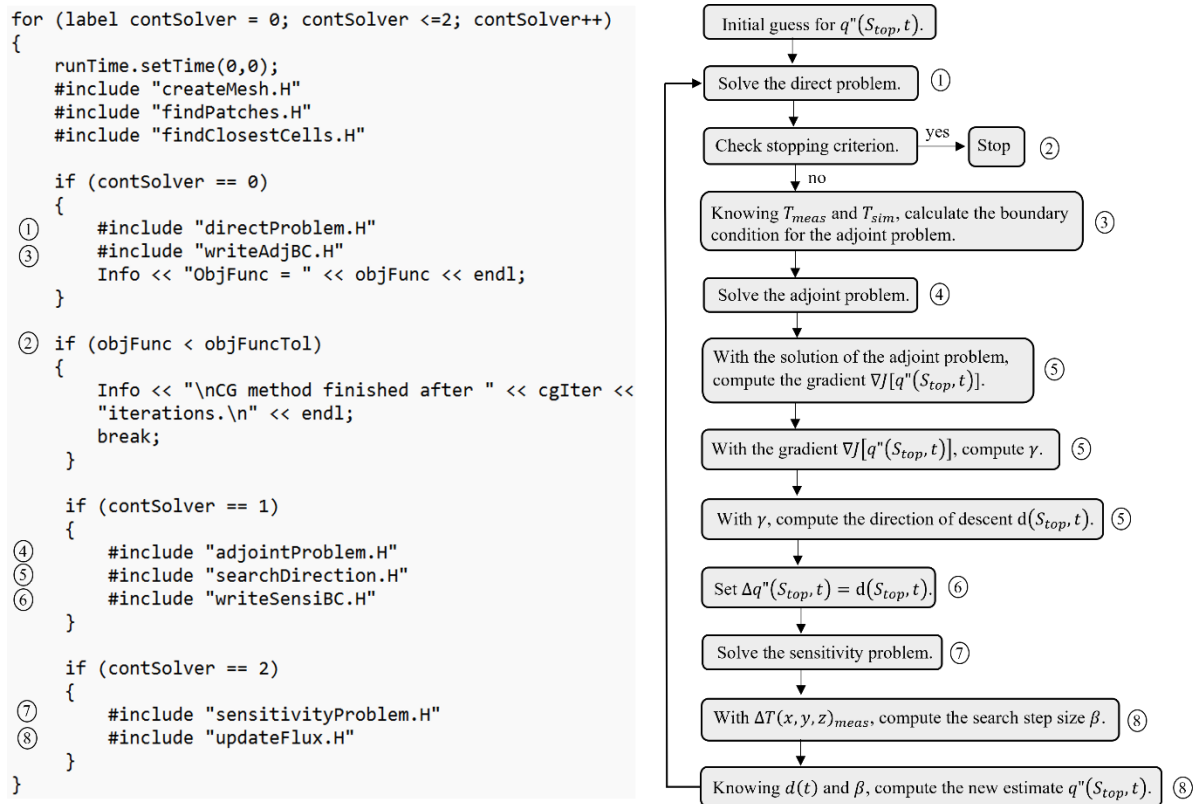 for (label contSolver = 0; contSolver <=2; contSolver++)
{
runTime.setTime(0,0);
#include "createMesh.H"
#include "findPatches.H"
#include "findClosestCells.H"
if (contSolver == 0)
{
① #include "directProblem.H"
③ #include "writeAdjBC.H"
Info << "ObjFunc = " << objFunc << endl;
}
② if (objFunc < objFuncTol)
{
Info << "\nCG method finished after " << cgIter <<
"iterations.\n" << endl;
break;
}
if (contSolver == 1)
{
④ #include "adjointProblem.H"
⑤ #include "searchDirection.H"
⑥ #include "writeSensiBC.H"
}
if (contSolver == 2)
{
⑦ #include "sensitivityProblem.H"
⑧ #include "updateFlux.H"
}
}
Initial guess for q"(S_top, t).
Solve the direct problem. ①
Check stopping criterion. yes Stop ②
no
Knowing T_meas and T_sim, calculate the boundary
condition for the adjoint problem. ③
Solve the adjoint problem. ④
With the solution of the adjoint problem,
compute the gradient ∇J[q"(S_top, t)]. ⑤
With the gradient ∇J[q"(S_top, t)], compute γ. ⑤
With γ, compute the direction of descent d(S_top, t). ⑤
Set Δq"(S_top, t) = d(S_top, t). ⑥
Solve the sensitivity problem. ⑦
With ΔT(x, y, z)_meas, compute the search step size β. ⑧
Knowing d(t) and β, compute the new estimate q"(S_top, t). ⑧